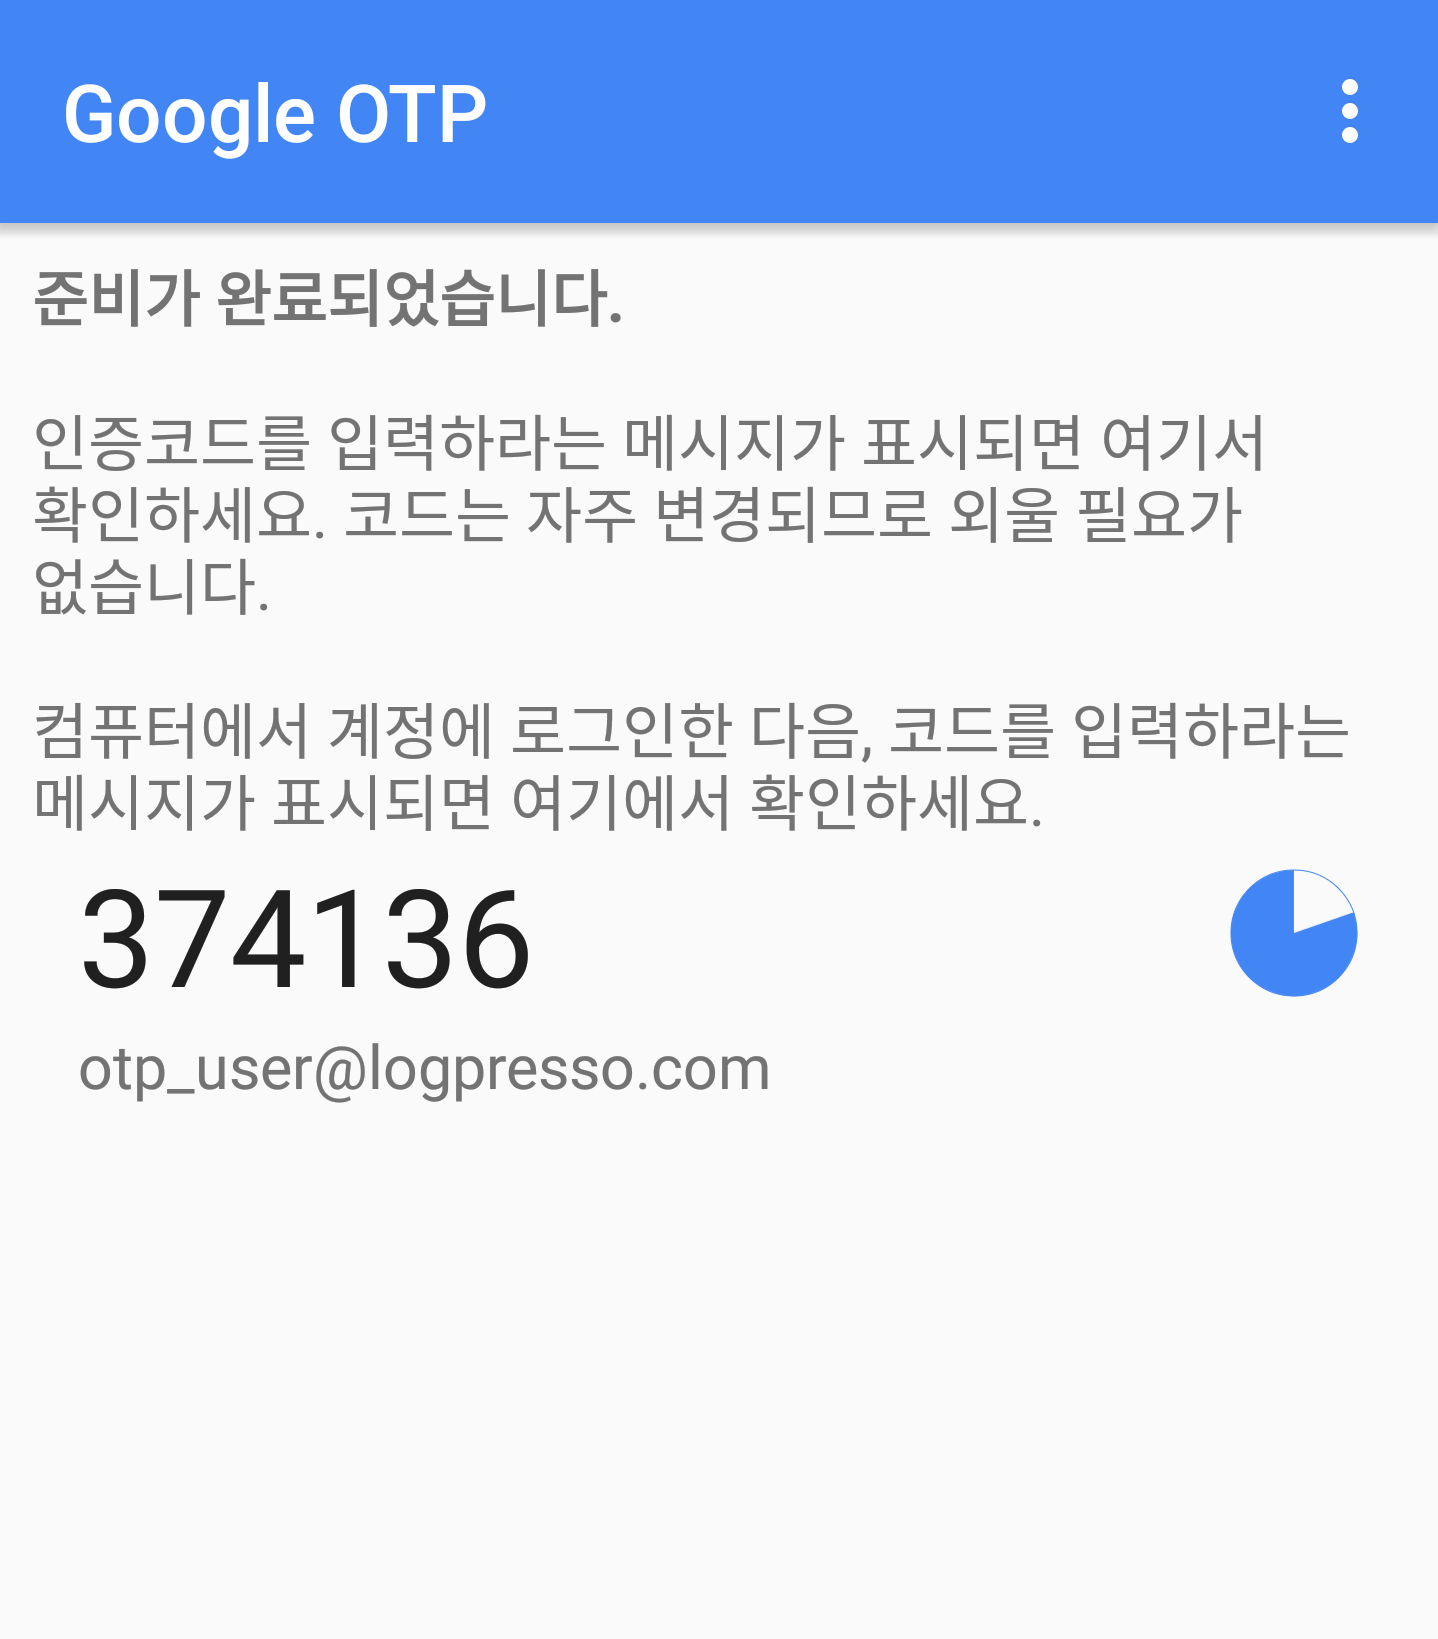 Google OTP
준비가 완료되었습니다.
인증코드를 입력하라는 메시지가 표시되면 여기서
확인하세요. 코드는 자주 변경되므로 외울 필요가
없습니다.
컴퓨터에서 계정에 로그인한 다음, 코드를 입력하라는
메시지가 표시되면 여기에서 확인하세요.
374136
otp_user@logpresso.com